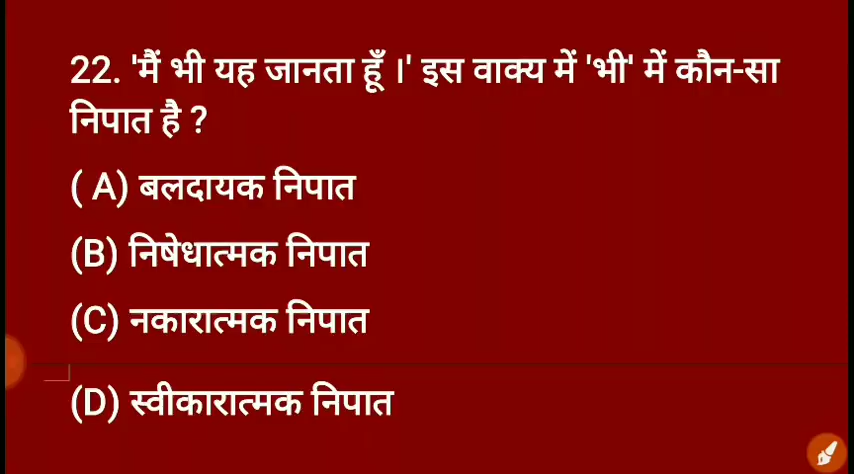 22. 'मैं भी यह जानता हूँ ।' इस वाक्य में 'भी' में कौन-सा
निपात है ?
( A) बलदायक निपात
(B) निषेधात्मक निपात
(C) नकारात्मक निपात
(D) स्वीकारात्मक निपात